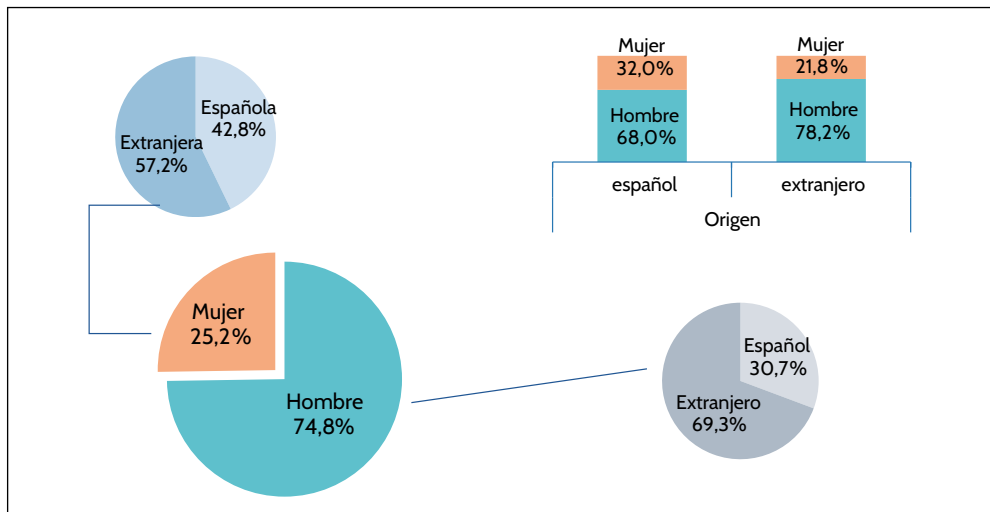 Española
42,8%
Extranjera
57,2%
Mujer
32,0%
Hombre
68,0%
español
Mujer
21,8%
Hombre
78,2%
extranjero
Origen
Mujer
25,2%
Hombre
74,8%
Español
30,7%
Extranjero
69,3%